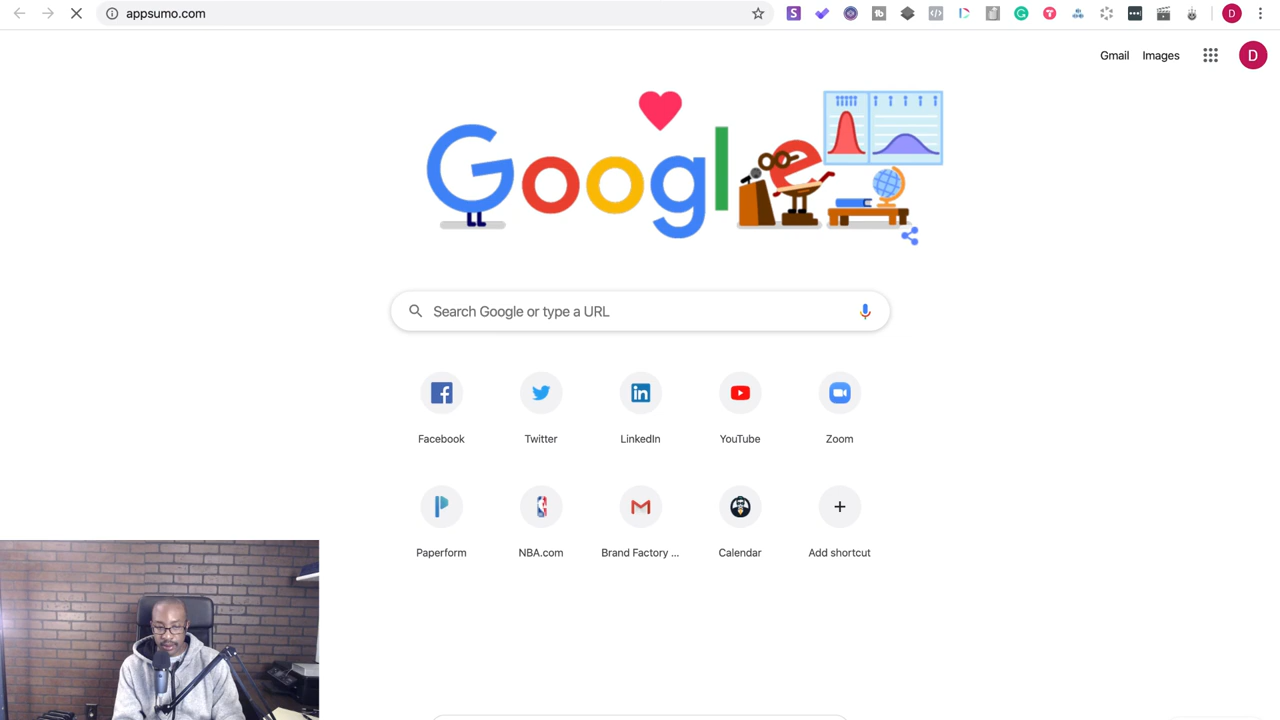 appsumo.com
Gmail Images
Google
Search Google or type a URL
Facebook Twitter LinkedIn YouTube Zoom
Paperform NBA.com Brand Factory ... Calendar Add shortcut